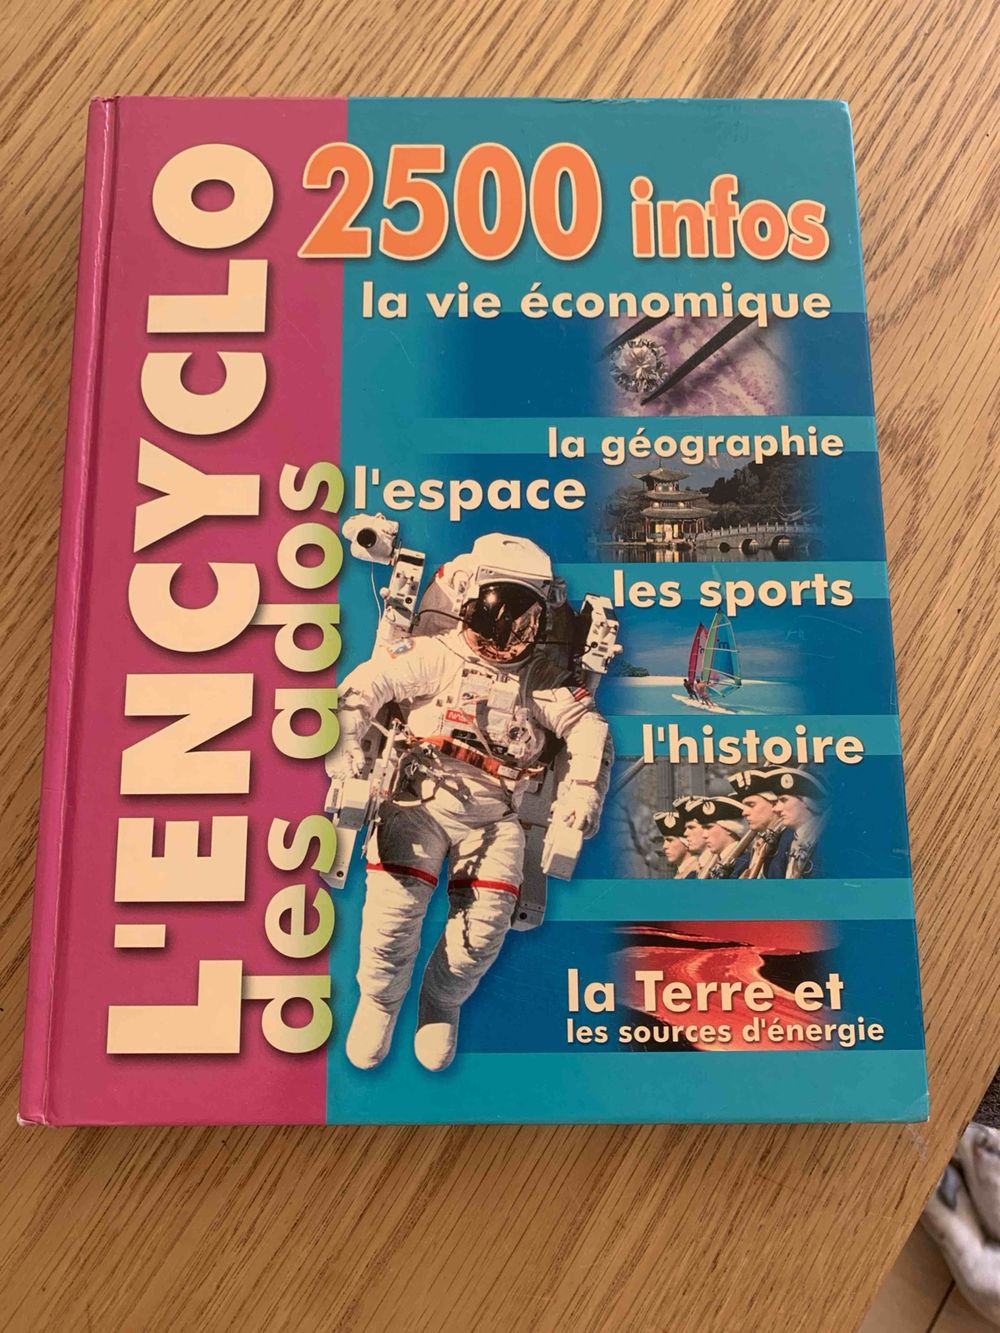 L'ENCYCLO
des ados
2500 infos
la vie économique
la géographie
l'espace
les sports
l'histoire
la Terre et
les sources d'énergie